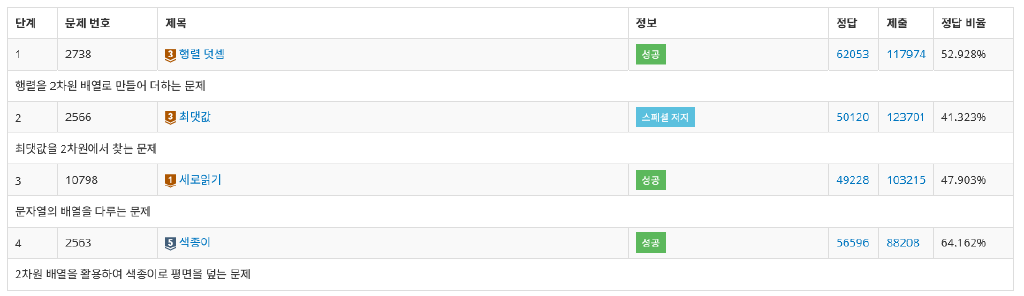 단계 문제 번호 제목 정보 정답 제출 정답 비율
1 2738 3 행렬 덧셈 성공 62053 117974 52.928%
행렬을 2차원 배열로 만들어 더하는 문제
2 2566 3 최댓값 스페셜 저지 50120 123701 41.323%
최댓값을 2차원에서 찾는 문제
3 10798 1 세로읽기 성공 49228 103215 47.903%
문자열의 배열을 다루는 문제
4 2563 5 색종이 성공 56596 88208 64.162%
2차원 배열을 활용하여 색종이로 평면을 덮는 문제